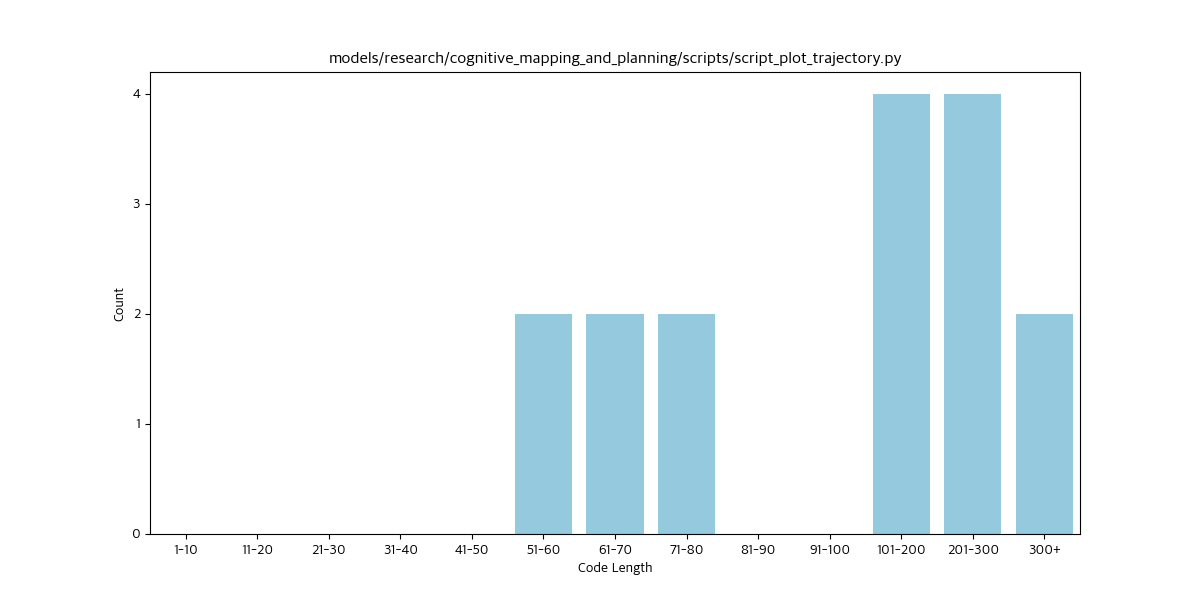 models/research/cognitive_mapping_and_planning/scripts/script_plot_trajectory.py
4
3
2
1
0
Count
1-10 11-20 21-30 31-40 41-50 51-60 61-70 71-80 81-90 91-100 101-200 201-300 300+
Code Length